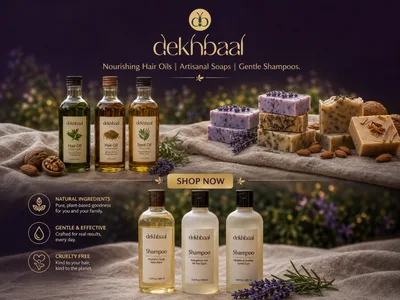 dekhbaal
Nourishing Hair Oils | Artisanal Soaps | Gentle Shampoos.
dekhbaal
Hair Oil
dekhbaal
Hair Oil
dekhbaal
Seed Oil
SHOP NOW
NATURAL INGREDIENTS
Pure, plant-based goodness
for you and your family.
GENTLE & EFFECTIVE
Crafted for real results,
every day.
CRUELTY FREE
Kind to your hair,
kind to the planet.
dekhbaal
Shampoo
dekhbaal
Shampoo
dekhbaal
Shampoo